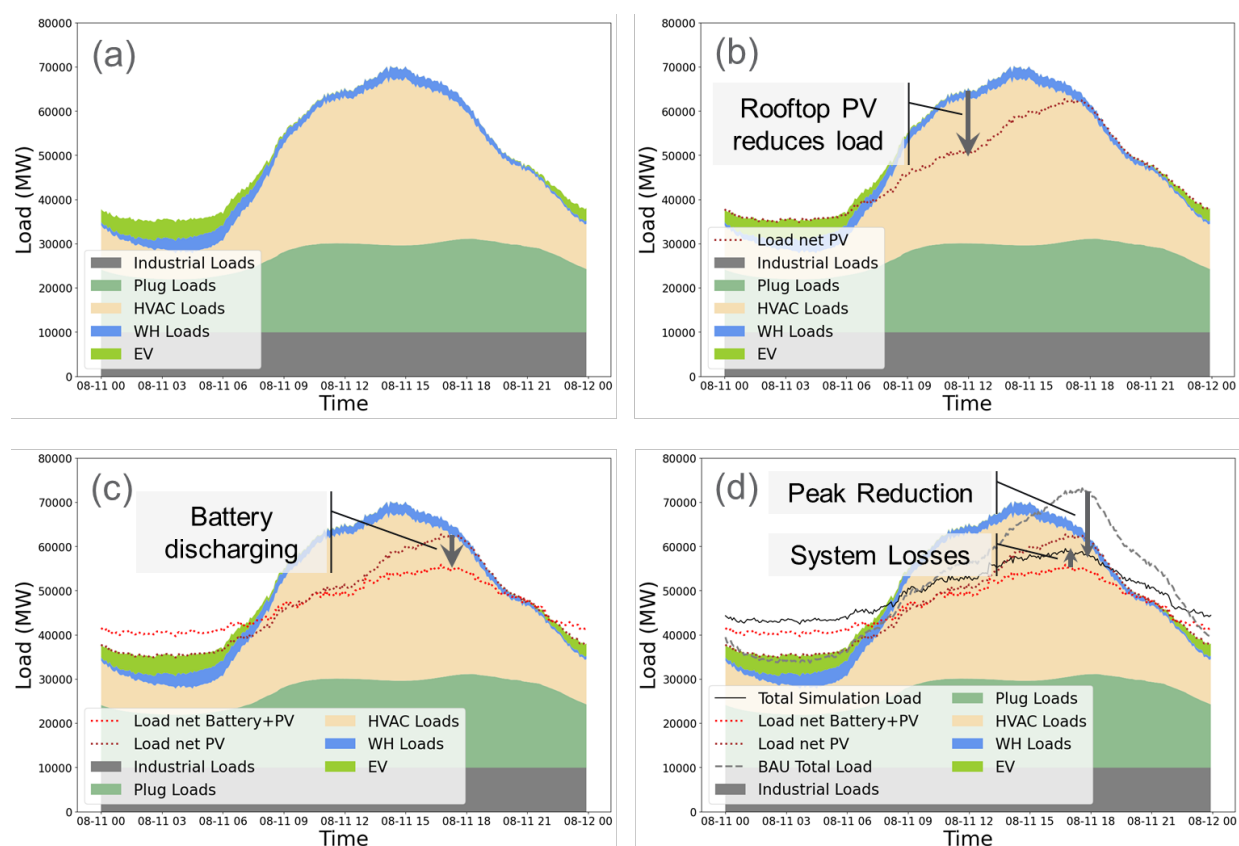 (a)
80000
70000
60000
50000
40000
30000
20000
10000
0
Load (MW)
Industrial Loads
Plug Loads
HVAC Loads
WH Loads
EV
08-11 00 08-11 03 08-11 06 08-11 09 08-11 12 08-11 15 08-11 18 08-11 21 08-12 00
Time
(b)
80000
70000
60000
50000
40000
30000
20000
10000
0
Load (MW)
Rooftop PV
reduces load
Load net PV
Industrial Loads
Plug Loads
HVAC Loads
WH Loads
EV
08-11 00 08-11 03 08-11 06 08-11 09 08-11 12 08-11 15 08-11 18 08-11 21 08-12 00
Time
(c)
80000
70000
60000
50000
40000
30000
20000
10000
0
Load (MW)
Battery
discharging
Load net Battery+PV
Load net PV
Industrial Loads
Plug Loads
HVAC Loads
WH Loads
EV
08-11 00 08-11 03 08-11 06 08-11 09 08-11 12 08-11 15 08-11 18 08-11 21 08-12 00
Time
(d)
80000
70000
60000
50000
40000
30000
20000
10000
0
Load (MW)
Peak Reduction
System Losses
Total Simulation Load
Load net Battery+PV
Load net PV
BAU Total Load
Industrial Loads
Plug Loads
HVAC Loads
WH Loads
EV
08-11 00 08-11 03 08-11 06 08-11 09 08-11 12 08-11 15 08-11 18 08-11 21 08-12 00
Time